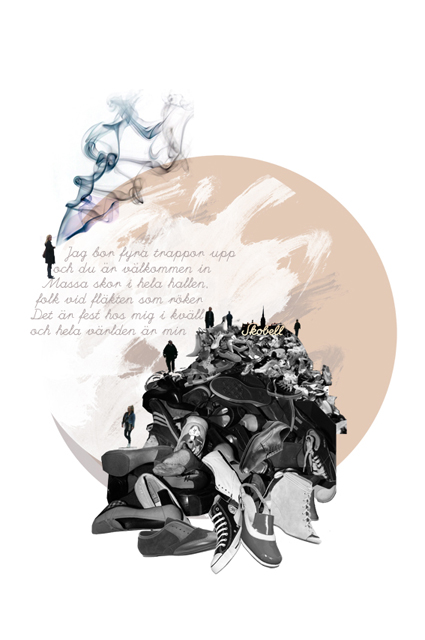 Jag bor fyra trappor upp
och du är välkommen in
Massa skor i hela hallen,
folk vid fläkten som röker
Det är fest hos mig i kväll
och hela världen är min
Skobell